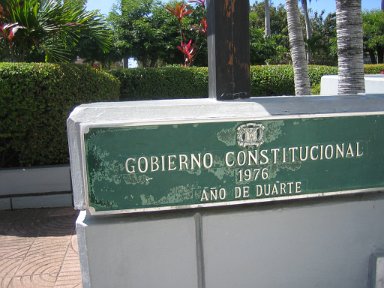 GOBIERNO CONSTITUCIONAL
1976
AÑO DE DUARTE